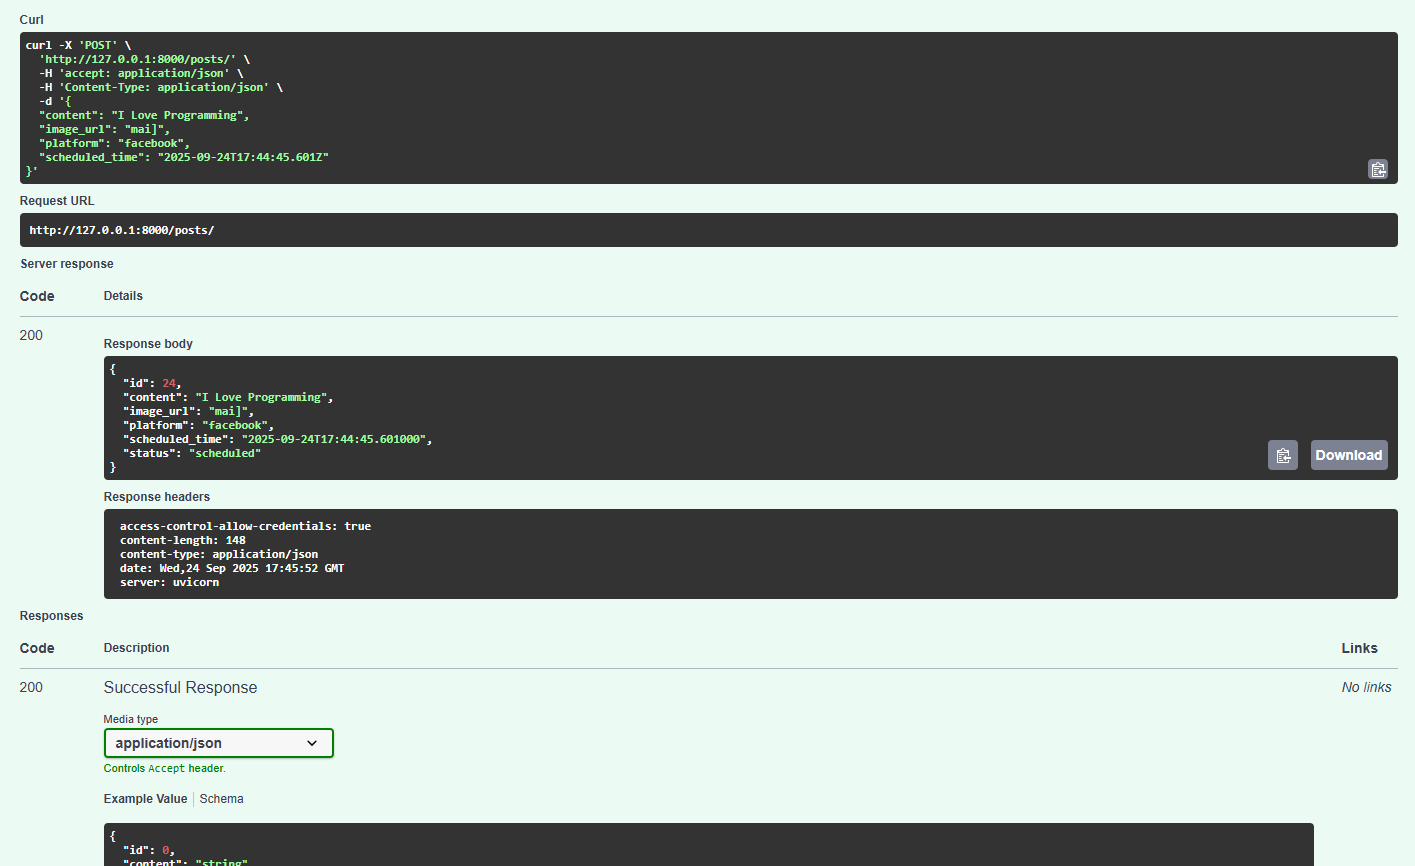 Curl
curl -X 'POST' \
  'http://127.0.0.1:8000/posts/' \
  -H 'accept: application/json' \
  -H 'Content-Type: application/json' \
  -d '{
  "content": "I Love Programming",
  "image_url": "mai]",
  "platform": "facebook",
  "scheduled_time": "2025-09-24T17:44:45.601Z"
}'
Request URL
http://127.0.0.1:8000/posts/
Server response
Code Details
200
Response body
{
  "id": 24,
  "content": "I Love Programming",
  "image_url": "mai]",
  "platform": "facebook",
  "scheduled_time": "2025-09-24T17:44:45.601000",
  "status": "scheduled"
}
Download
Response headers
access-control-allow-credentials: true
content-length: 148
content-type: application/json
date: Wed,24 Sep 2025 17:45:52 GMT
server: uvicorn
Responses
Code Description Links
200 Successful Response No links
Media type
application/json
Controls Accept header.
Example Value Schema
{
  "id": 0,
  "content": "string"